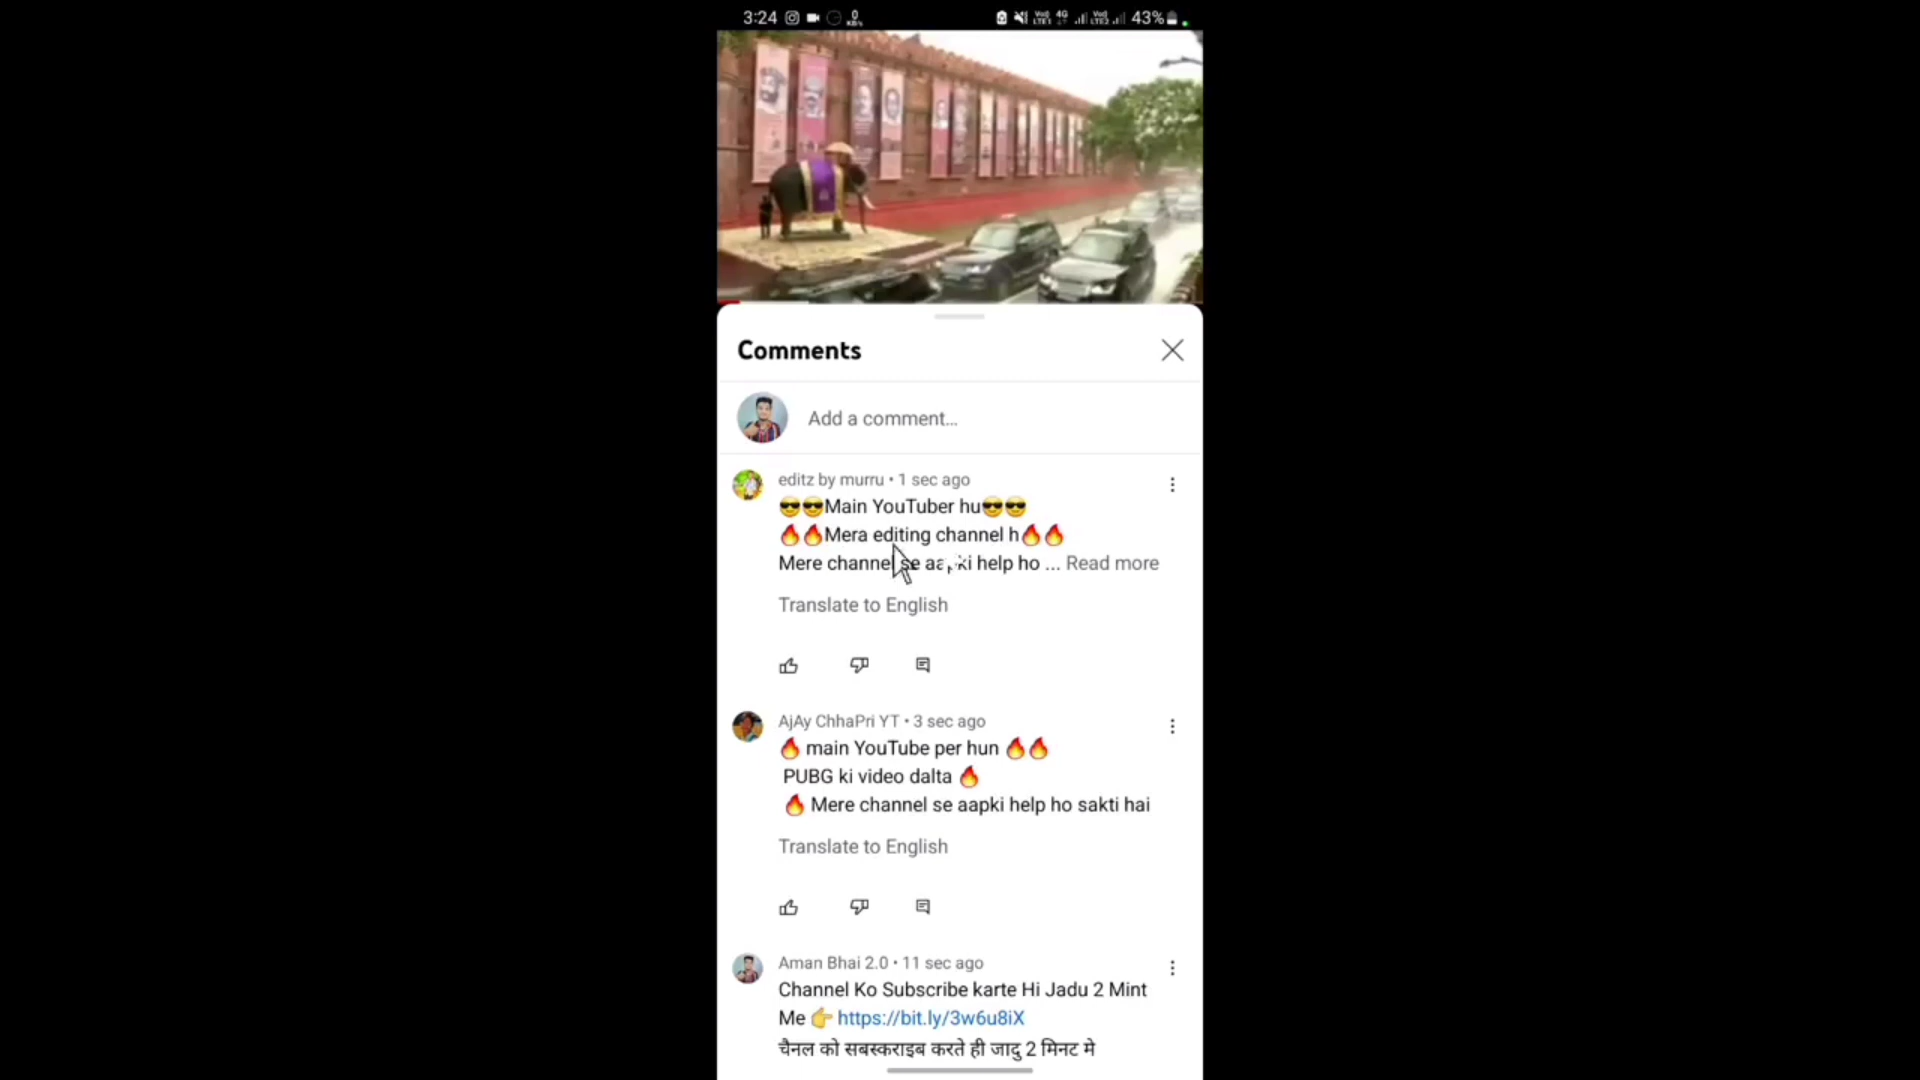 3:24
43%
Comments
Add a comment…
editz by murru • 1 sec ago
😎😎Main YouTuber hu😎😎
🔥🔥Mera editing channel h🔥🔥
Mere channel se aapki help ho ... Read more
Translate to English
AjAy ChhaPri YT • 3 sec ago
🔥 main YouTube per hun 🔥🔥
PUBG ki video dalta 🔥
🔥 Mere channel se aapki help ho sakti hai
Translate to English
Aman Bhai 2.0 • 11 sec ago
Channel Ko Subscribe karte Hi Jadu 2 Mint
Me 👉 https://bit.ly/3w6u8iX
चैनल को सबस्कराइब करते ही जादु 2 मिनट मे